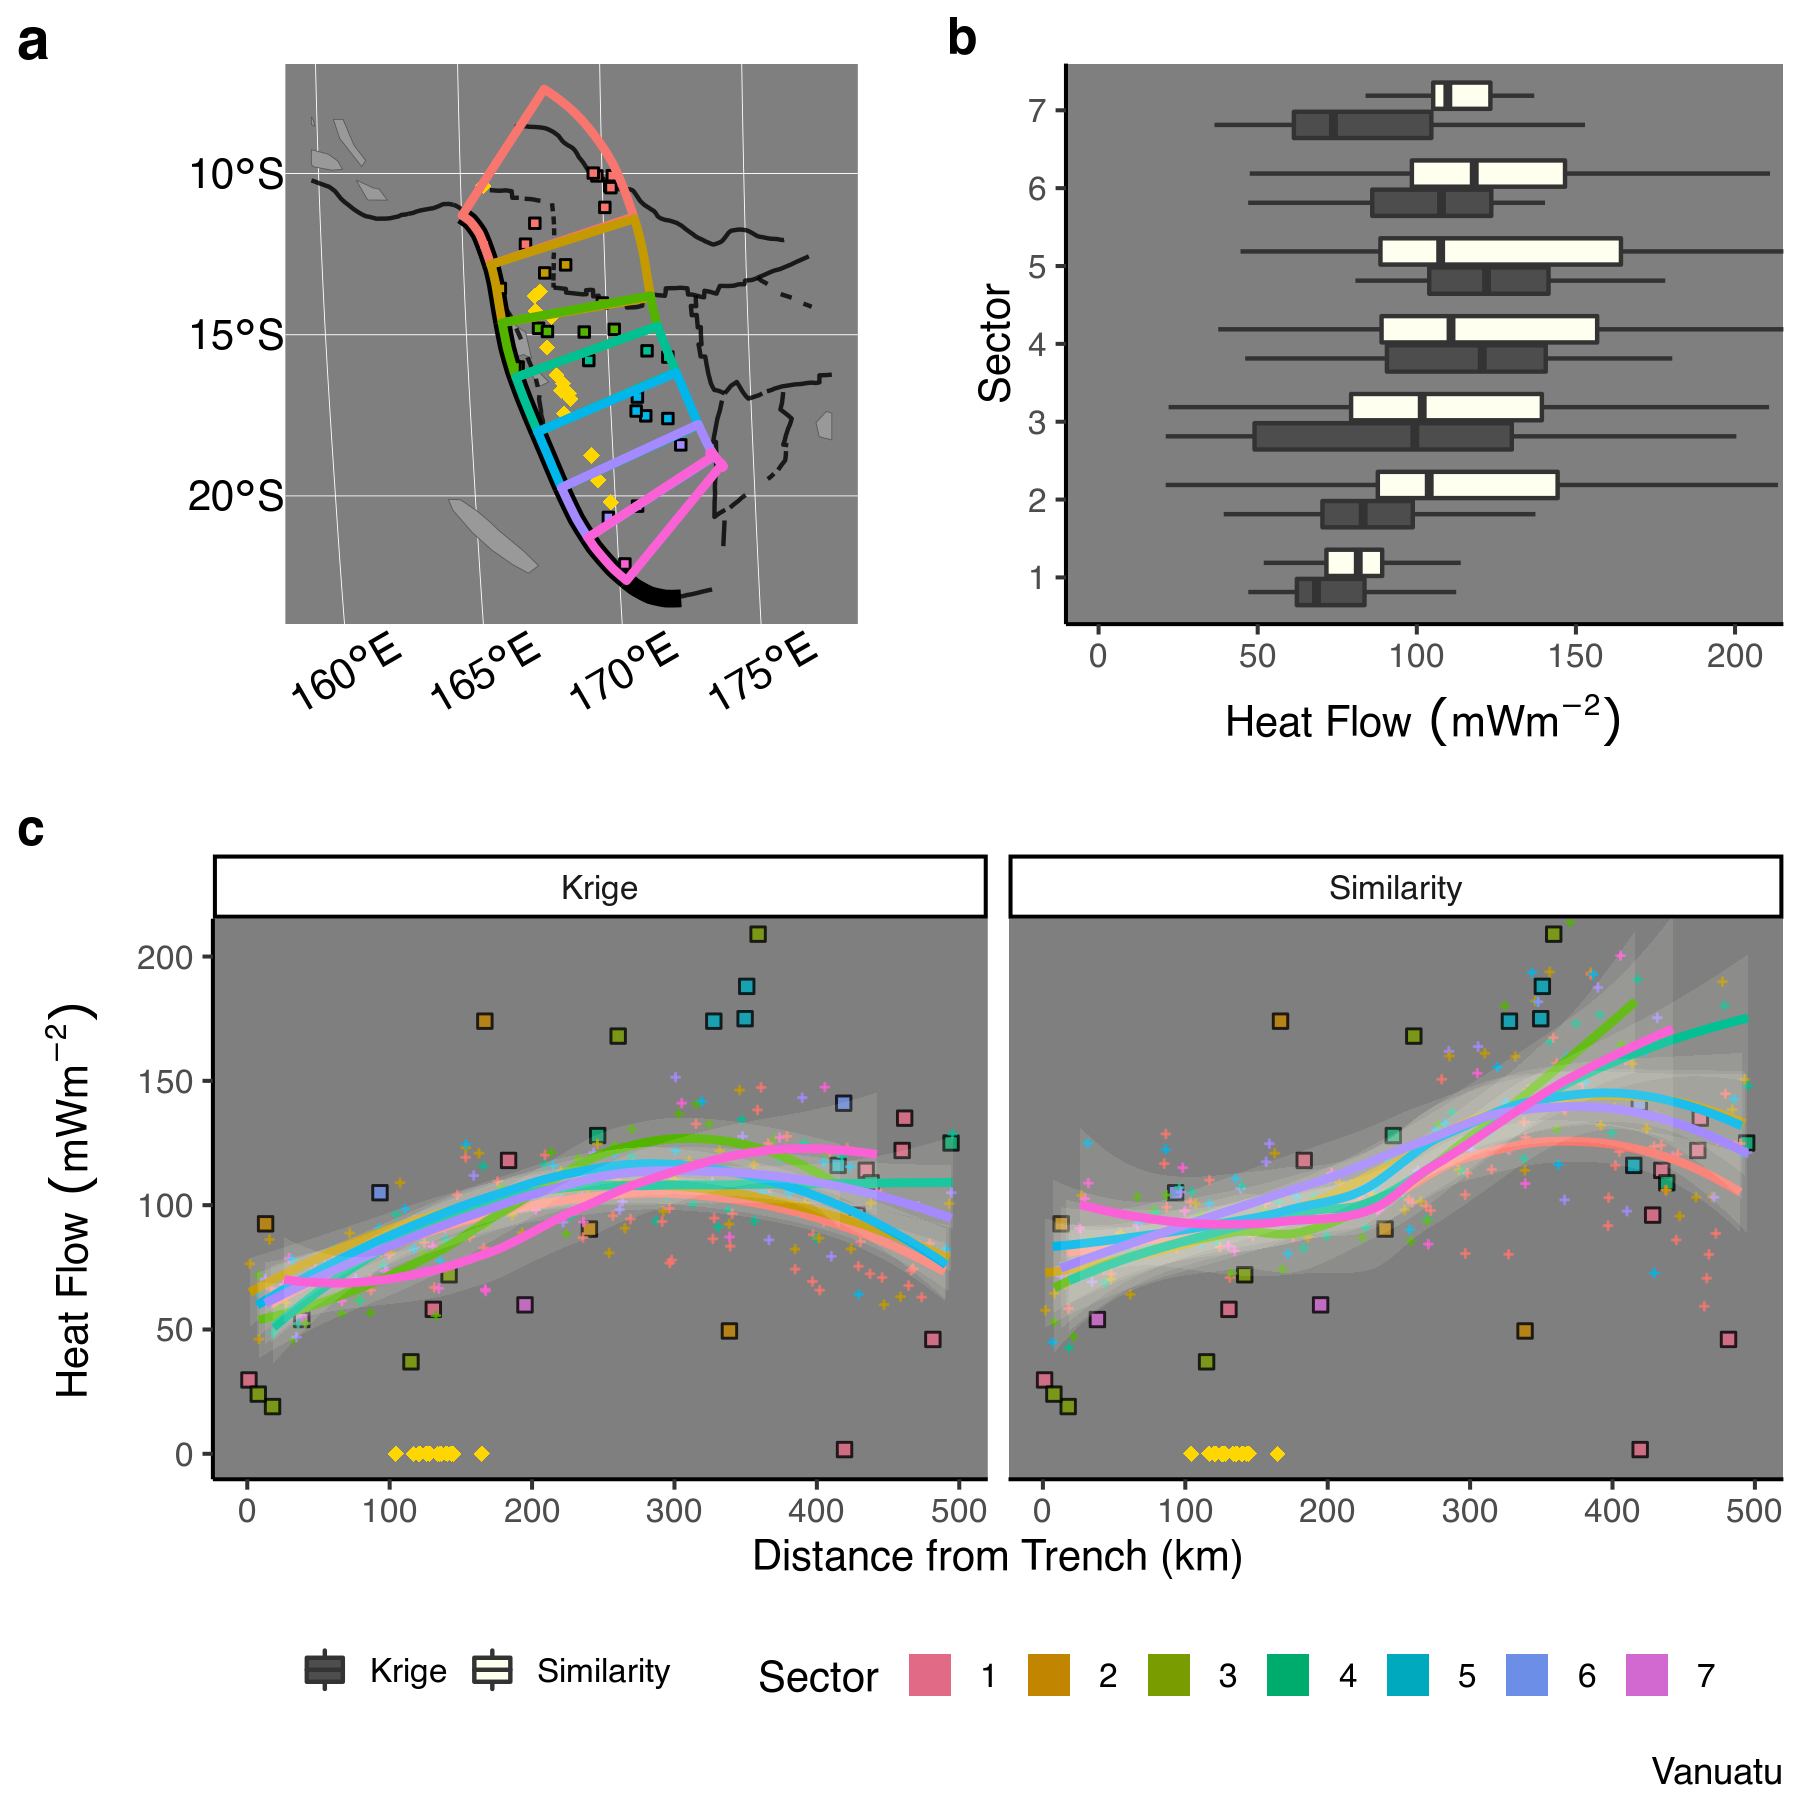 a
10°S
15°S
20°S
160°E
165°E
170°E
175°E
b
Sector
7
6
5
4
3
2
1
0
50
100
150
200
Heat Flow (mWm−2)
c
Krige
Similarity
Heat Flow (mWm−2)
200
150
100
50
0
0
100
200
300
400
500
0
100
200
300
400
500
Distance from Trench (km)
Krige
Similarity
Sector
1
2
3
4
5
6
7
Vanuatu